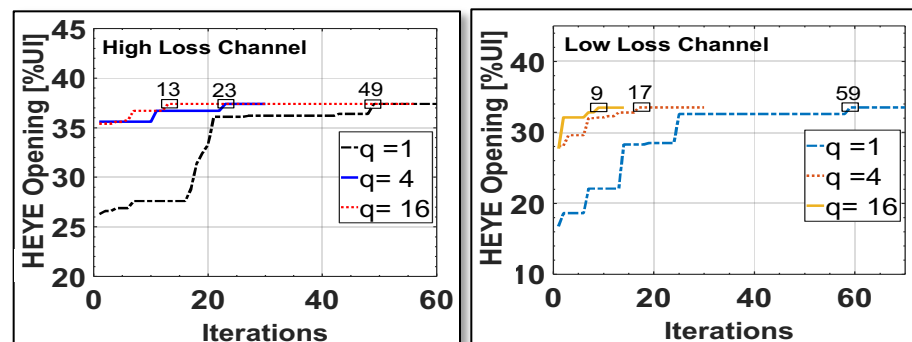 High Loss Channel
HEYE Opening [%UI]
45
40
35
30
25
20
13
23
49
q =1
q= 4
q= 16
0
20
40
60
Iterations
Low Loss Channel
HEYE Opening [%UI]
40
30
20
10
9
17
59
q = 1
q =4
q= 16
0
20
40
60
Iterations